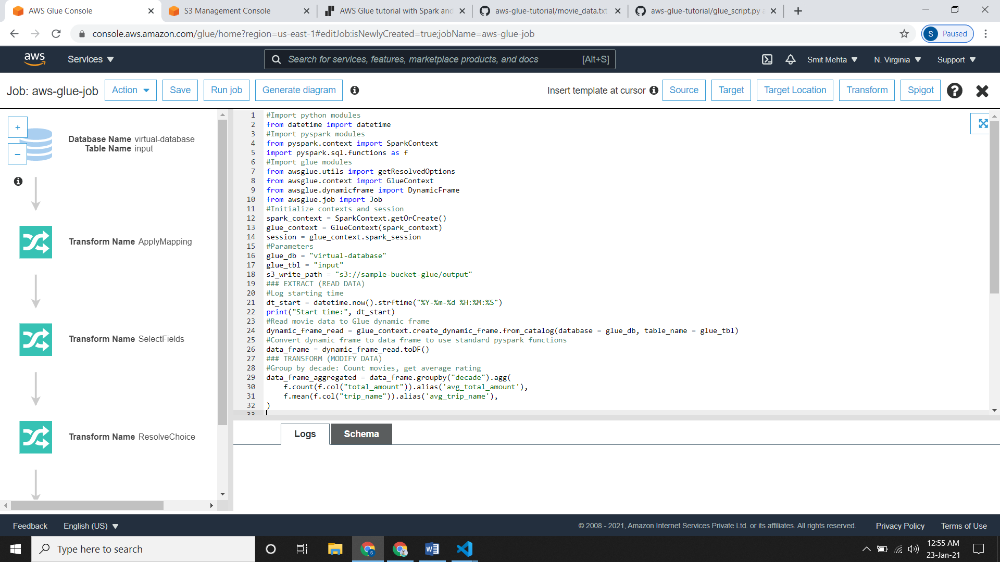 AWS Glue Console
S3 Management Console
AWS Glue tutorial with Spark and
aws-glue-tutorial/movie_data.txt
aws-glue-tutorial/glue_script.py a
console.aws.amazon.com/glue/home?region=us-east-1#editJob:isNewlyCreated=true;jobName=aws-glue-job
S Paused
aws
Services
Search for services, features, marketplace products, and docs [Alt+S]
Smit Mehta
N. Virginia
Support
Job: aws-glue-job
Action
Save
Run job
Generate diagram
Insert template at cursor
Source
Target
Target Location
Transform
Spigot
Database Name virtual-database
Table Name input
Transform Name ApplyMapping
Transform Name SelectFields
Transform Name ResolveChoice
1 #Import python modules
2 from datetime import datetime
3 #Import pyspark modules
4 from pyspark.context import SparkContext
5 import pyspark.sql.functions as f
6 #Import glue modules
7 from awsglue.utils import getResolvedOptions
8 from awsglue.context import GlueContext
9 from awsglue.dynamicframe import DynamicFrame
10 from awsglue.job import Job
11 #Initialize contexts and session
12 spark_context = SparkContext.getOrCreate()
13 glue_context = GlueContext(spark_context)
14 session = glue_context.spark_session
15 #Parameters
16 glue_db = "virtual-database"
17 glue_tbl = "input"
18 s3_write_path = "s3://sample-bucket-glue/output"
19 ### EXTRACT (READ DATA)
20 #Log starting time
21 dt_start = datetime.now().strftime("%Y-%m-%d %H:%M:%S")
22 print("Start time:", dt_start)
23 #Read movie data to Glue dynamic frame
24 dynamic_frame_read = glue_context.create_dynamic_frame.from_catalog(database = glue_db, table_name = glue_tbl)
25 #Convert dynamic frame to data frame to use standard pyspark functions
26 data_frame = dynamic_frame_read.toDF()
27 ### TRANSFORM (MODIFY DATA)
28 #Group by decade: Count movies, get average rating
29 data_frame_aggregated = data_frame.groupby("decade").agg(
30 f.count(f.col("total_amount")).alias('avg_total_amount'),
31 f.mean(f.col("trip_name")).alias('avg_trip_name'),
32 )
33
Logs
Schema
Feedback
English (US)
© 2008 - 2021, Amazon Internet Services Private Ltd. or its affiliates. All rights reserved.
Privacy Policy
Terms of Use
Type here to search
12:55 AM
23-Jan-21